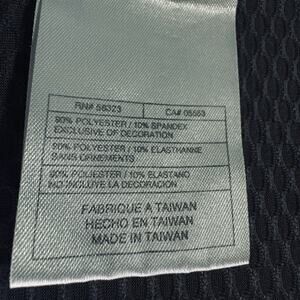 RN# 56323 CA# 05553
90% POLYESTER / 10% SPANDEX
EXCLUSIVE OF DECORATION
90% POLYESTER / 10% ELASTHANNE
SANS ORNEMENTS
90% POLIESTER / 10% ELASTANO
NO INCLUYE LA DECORACIÓN
FABRIQUE A TAIWAN
HECHO EN TAIWAN
MADE IN TAIWAN